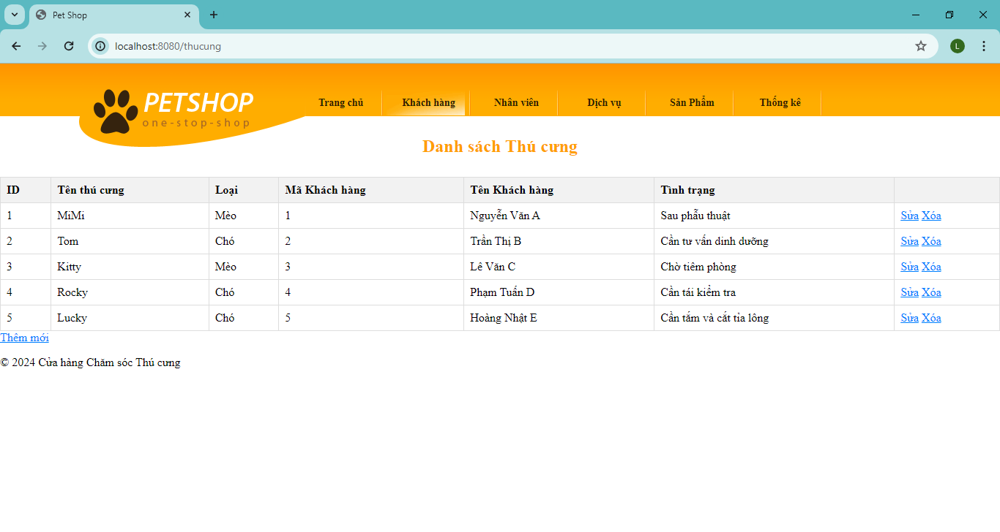 Pet Shop
localhost:8080/thucung
L
PETSHOP
one-stop-shop
Trang chủ Khách hàng Nhân viên Dịch vụ Sản Phẩm Thống kê
Danh sách Thú cưng
ID Tên thú cưng Loại Mã Khách hàng Tên Khách hàng Tình trạng
1 MiMi Mèo 1 Nguyễn Văn A Sau phẫu thuật Sửa Xóa
2 Tom Chó 2 Trần Thị B Cần tư vấn dinh dưỡng Sửa Xóa
3 Kitty Mèo 3 Lê Văn C Chờ tiêm phòng Sửa Xóa
4 Rocky Chó 4 Phạm Tuấn D Cần tái kiểm tra Sửa Xóa
5 Lucky Chó 5 Hoàng Nhật E Cần tắm và cắt tỉa lông Sửa Xóa
Thêm mới
© 2024 Cửa hàng Chăm sóc Thú cưng